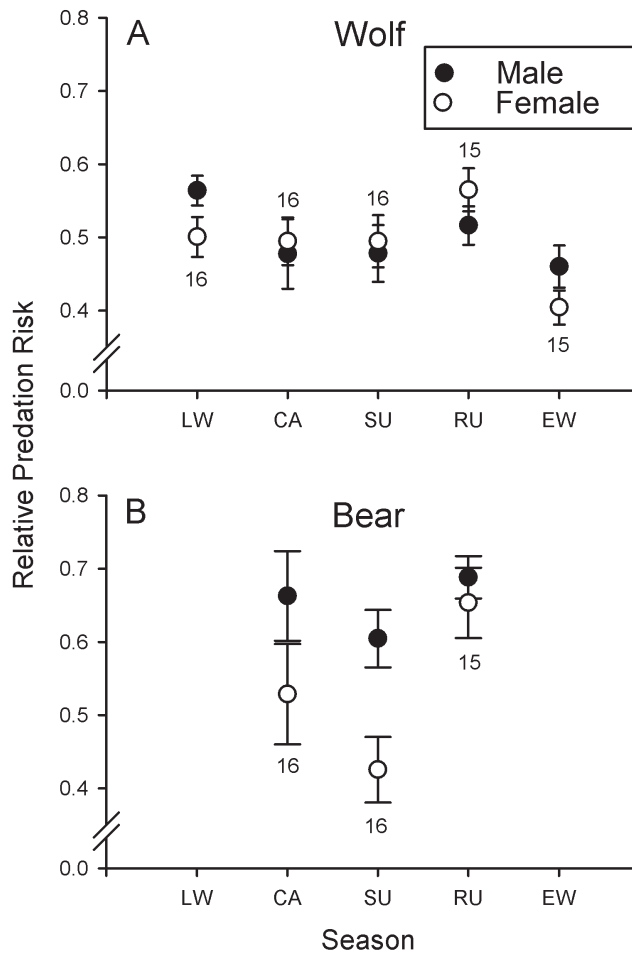 A
Wolf
Male
Female
0.8
0.7
0.6
0.5
0.4
0.0
16
16
16
15
15
LW CA SU RU EW
Relative Predation Risk
B
Bear
0.8
0.7
0.6
0.5
0.4
0.0
16
16
15
LW CA SU RU EW
Season